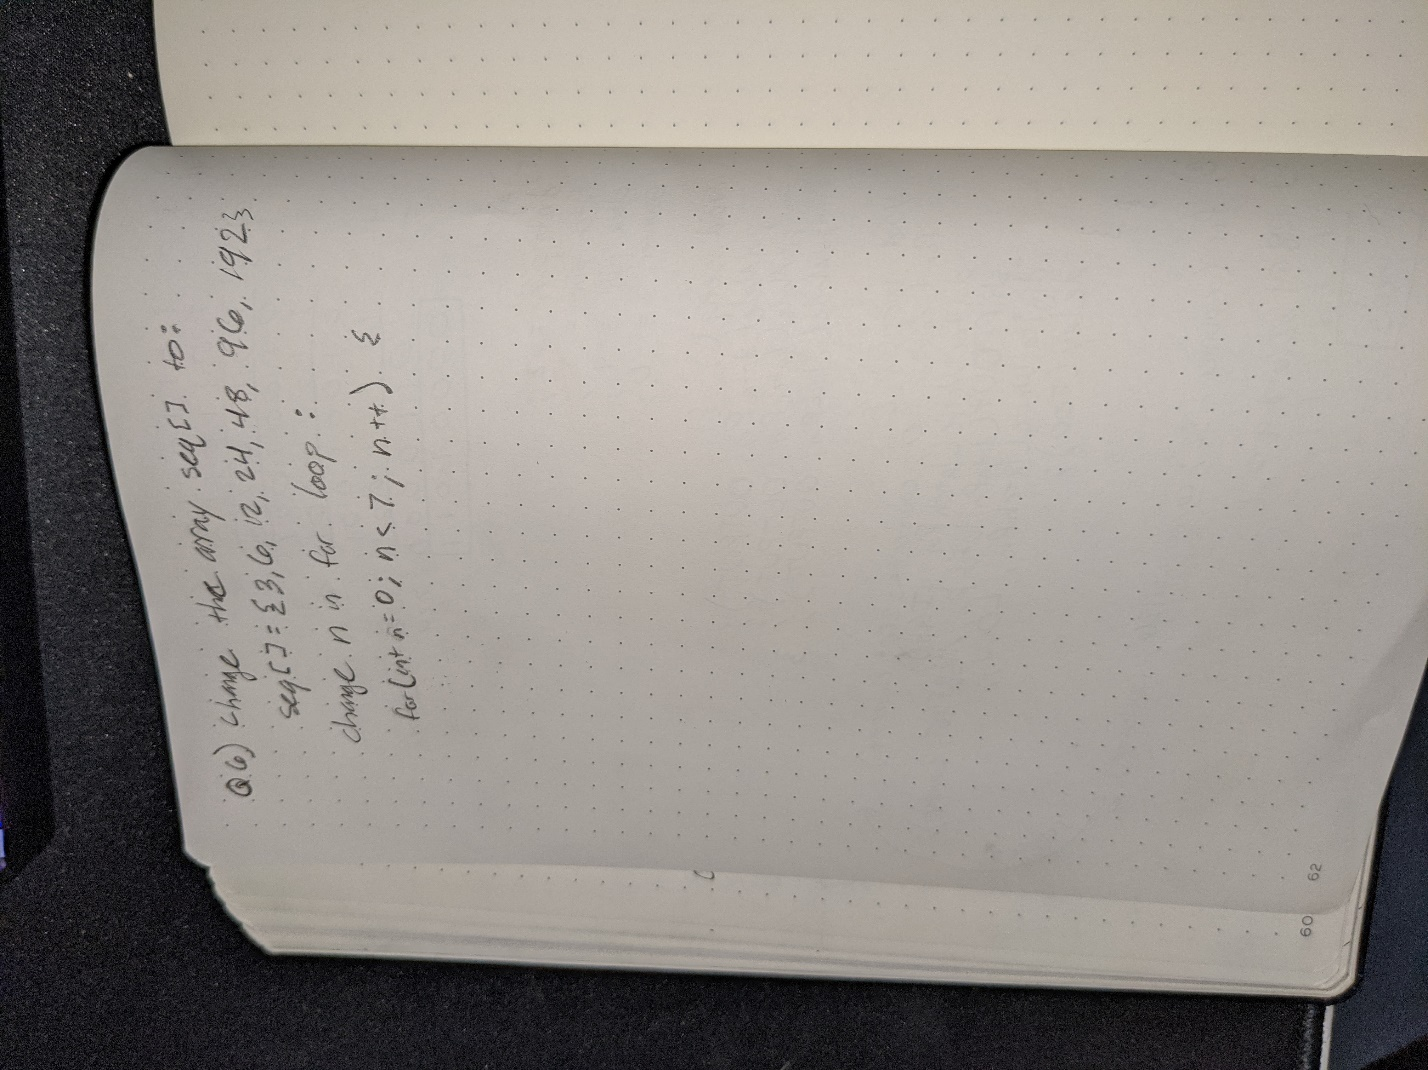 Q6) change the array seq[] to:
seq[] = {3, 6, 12, 24, 48, 96, 192}
change n in for loop:
for(int n=0; n<7; n++) {
62
60